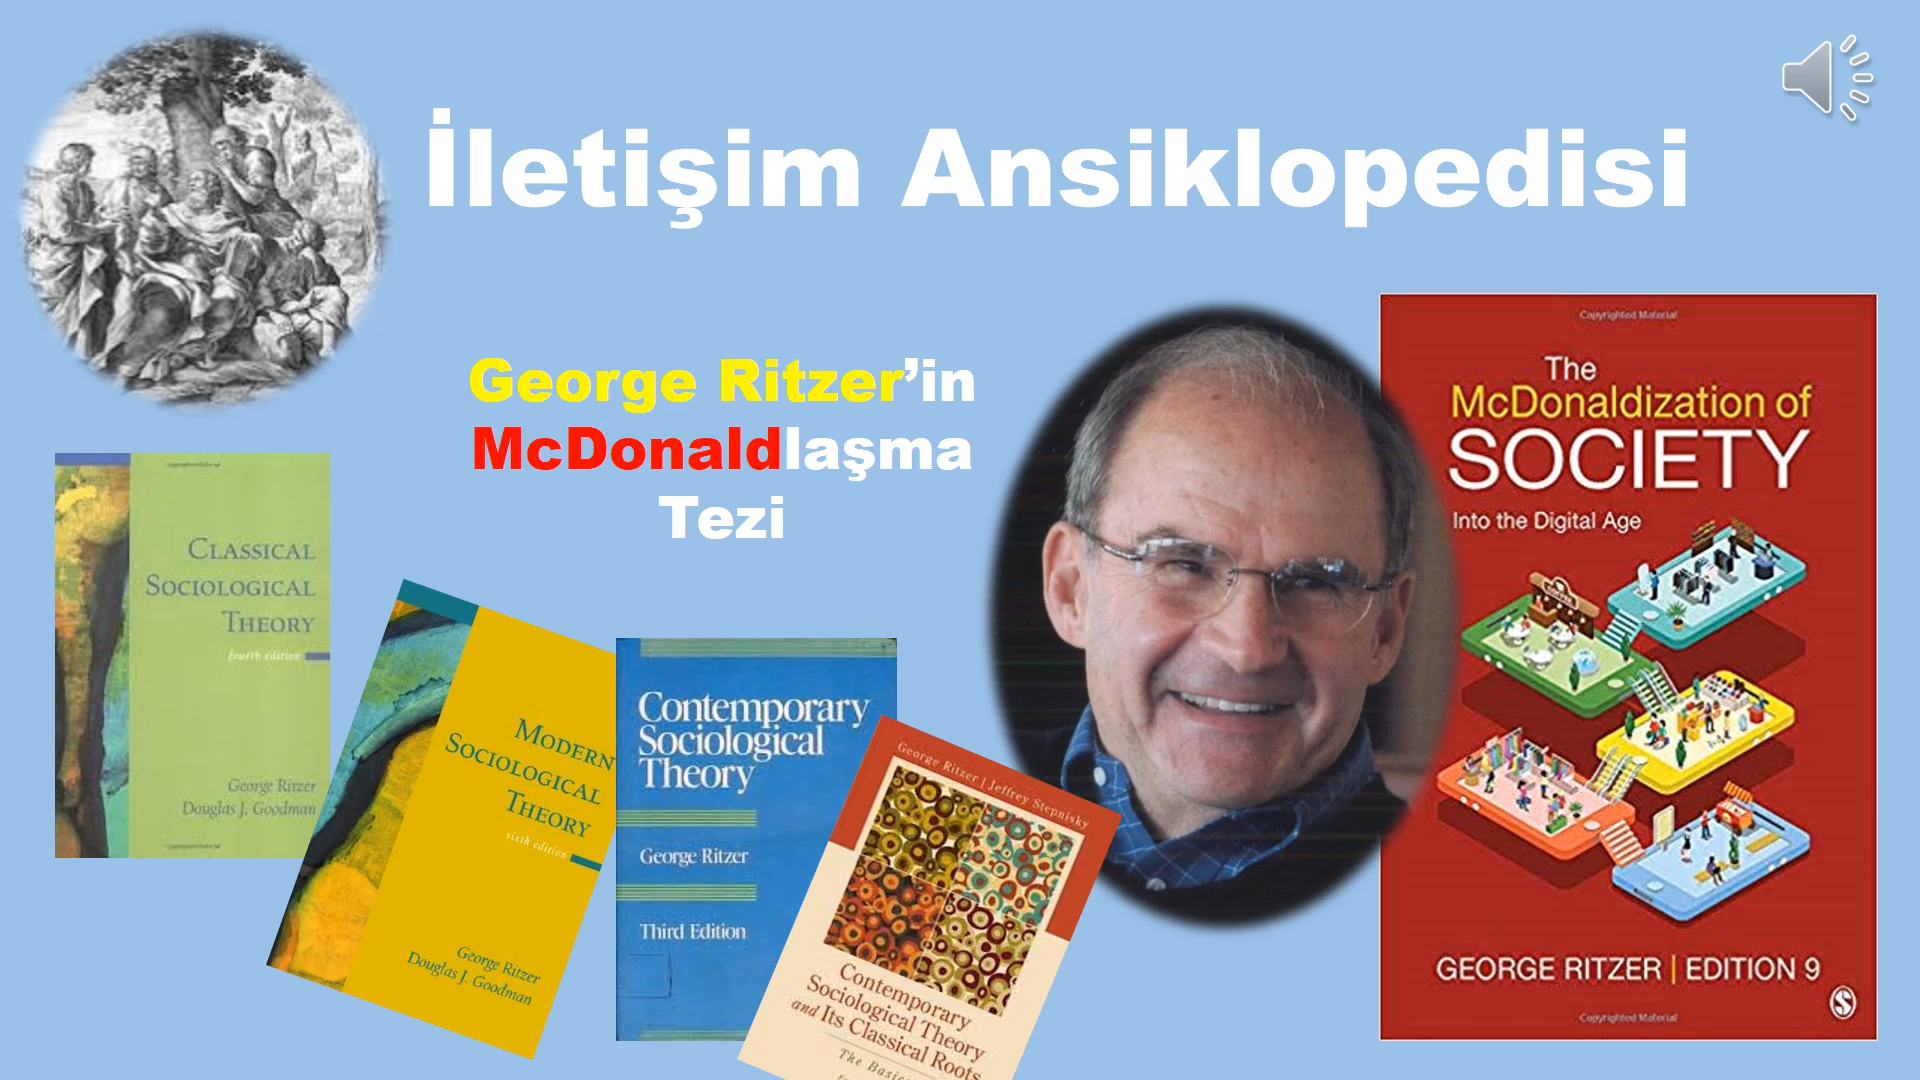 İletişim Ansiklopedisi
George Ritzer’in
McDonaldlaşma
Tezi
CLASSICAL
SOCIOLOGICAL
THEORY
fourth edition
George Ritzer
Douglas J. Goodman
MODERN
SOCIOLOGICAL
THEORY
sixth edition
George Ritzer
Douglas J. Goodman
Contemporary
Sociological
Theory
George Ritzer
Third Edition
George Ritzer | Jeffrey Stepnisky
Contemporary
Sociological Theory
and Its Classical Roots
The Basics
Copyrighted Material
The
McDonaldization of
SOCIETY
Into the Digital Age
GEORGE RITZER | EDITION 9
Copyrighted Material